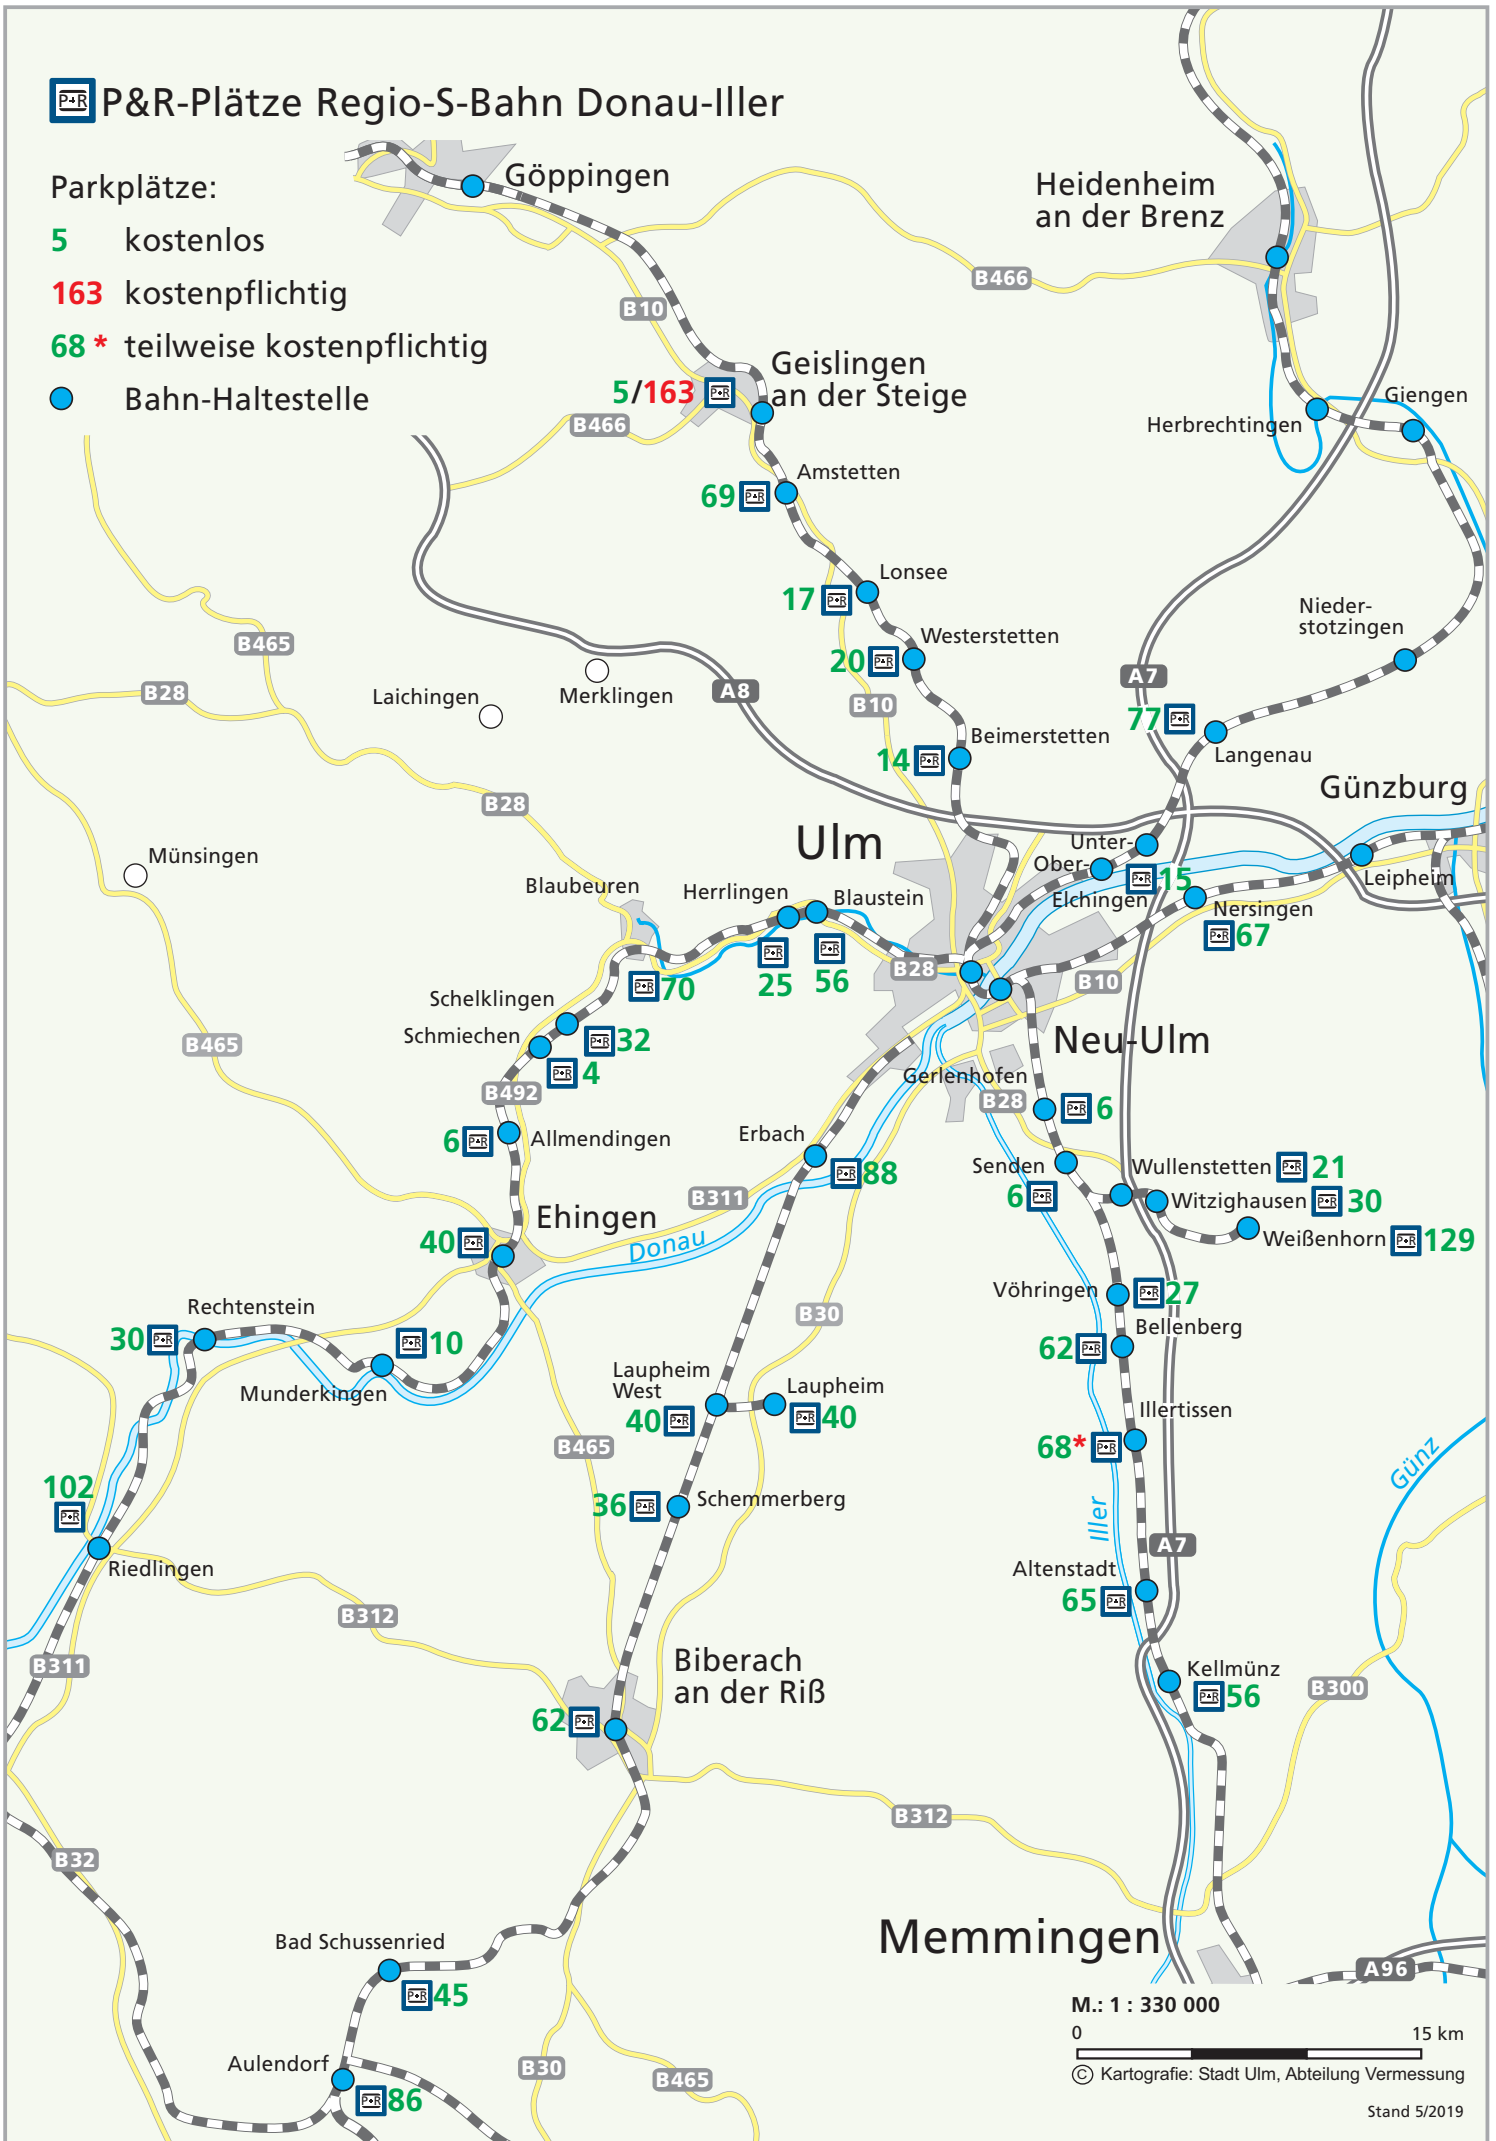 P&R-Plätze Regio-S-Bahn Donau-Iller
Parkplätze:
5 kostenlos
163 kostenpflichtig
68 * teilweise kostenpflichtig
Bahn-Haltestelle
Göppingen
Heidenheim
an der Brenz
B466
B10
Geislingen
an der Steige
5/163
B466
Giengen
Herbrechtingen
Amstetten
69
Lonsee
17
Nieder-
stotzingen
Westerstetten
20
B465
B28
Laichingen
Merklingen
A8
B10
A7
77
Langenau
Beimerstetten
14
Günzburg
B28
Ulm
Unter-
Ober-
Elchingen
15
Leipheim
Münsingen
Blaubeuren
Herrlingen
Blaustein
Nersingen
67
70
25
56
B28
B10
Schelklingen
32
Schmiechen
4
B465
Neu-Ulm
B492
Gerlenhofen
B28
6
Allmendingen
6
Erbach
88
Senden
6
Wullenstetten
21
Witzighausen
30
Weißenhorn
129
B311
Ehingen
40
Donau
Vöhringen
27
Rechtenstein
30
10
Munderkingen
B30
Bellenberg
62
Laupheim
West
40
Laupheim
40
Illertissen
68*
B465
Günz
102
Riedlingen
36
Schemmerberg
Iller
A7
Altenstadt
65
B312
B311
Biberach
an der Riß
62
Kellmünz
56
B300
B312
B32
Memmingen
Bad Schussenried
45
A96
M.: 1 : 330 000
0 15 km
Aulendorf
86
B30
B465
© Kartografie: Stadt Ulm, Abteilung Vermessung
Stand 5/2019